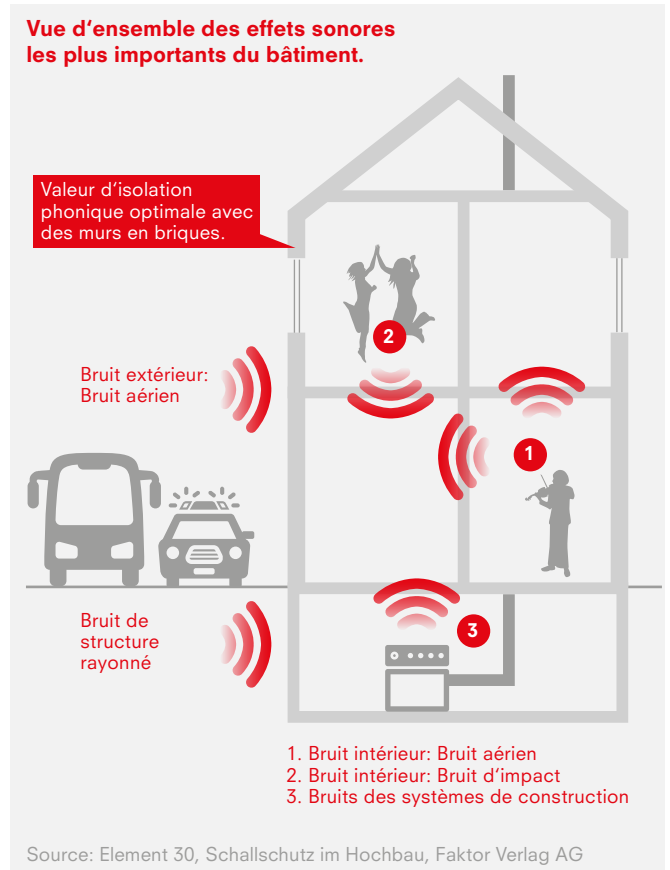 Vue d‘ensemble des effets sonores
les plus importants du bâtiment.
Valeur d‘isolation
phonique optimale avec
des murs en briques.
2
Bruit extérieur:
Bruit aérien
1
Bruit de
structure
rayonné
3
1. Bruit intérieur: Bruit aérien
2. Bruit intérieur: Bruit d‘impact
3. Bruits des systèmes de construction
Source: Element 30, Schallschutz im Hochbau, Faktor Verlag AG